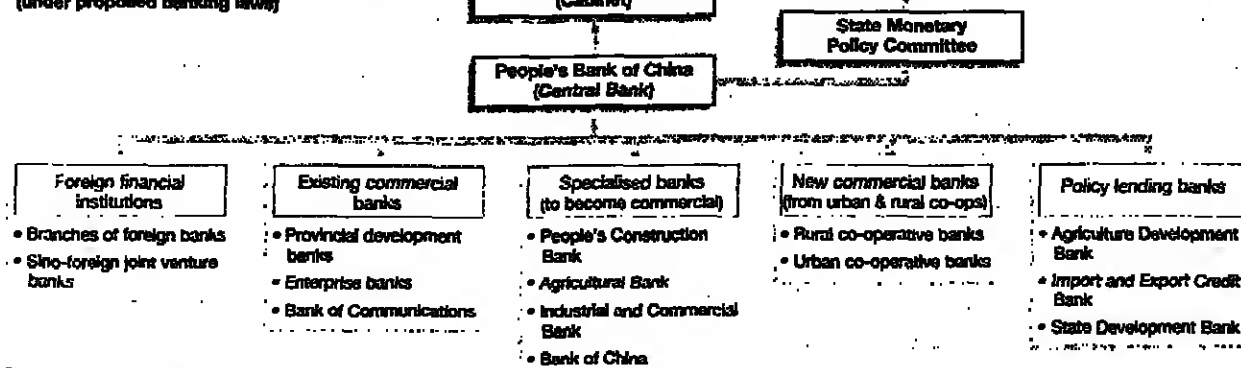 (under proposed banking laws)
(Cabinet)
State Monetary
Policy Committee
People's Bank of China
(Central Bank)
Foreign financial
institutions
• Branches of foreign banks
• Sino-foreign joint venture
banks
Existing commercial
banks
• Provincial development
banks
• Enterprise banks
• Bank of Communications
Specialised banks
(to become commercial)
• People's Construction
Bank
• Agricultural Bank
• Industrial and Commercial
Bank
• Bank of China
New commercial banks
(from urban & rural co-ops)
• Rural co-operative banks
• Urban co-operative banks
Policy lending banks
• Agriculture Development
Bank
• Import and Export Credit
Bank
• State Development Bank